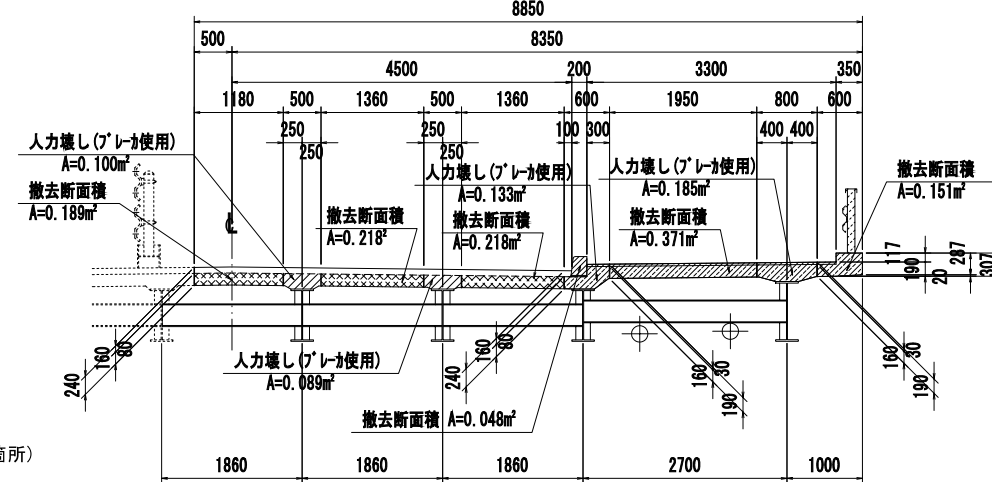 8850
500
8350
4500
200
3300
350
1180
500
1360
500
1360
600
1950
800
600
250
250
250
250
100
300
400
400
人力壊し(ブレーカ使用)
A=0.100m²
撤去断面積
A=0.189m²
撤去断面積
A=0.218²
人力壊し(ブレーカ使用)
A=0.133m²
撤去断面積
A=0.218m²
人力壊し(ブレーカ使用)
A=0.185m²
撤去断面積
A=0.371m²
撤去断面積
A=0.151m²
℄
117
190
20
287
307
160
80
240
人力壊し(ブレーカ使用)
A=0.089m²
160
80
240
160
30
190
160
30
190
撤去断面積 A=0.048m²
箇所)
1860
1860
1860
2700
1000